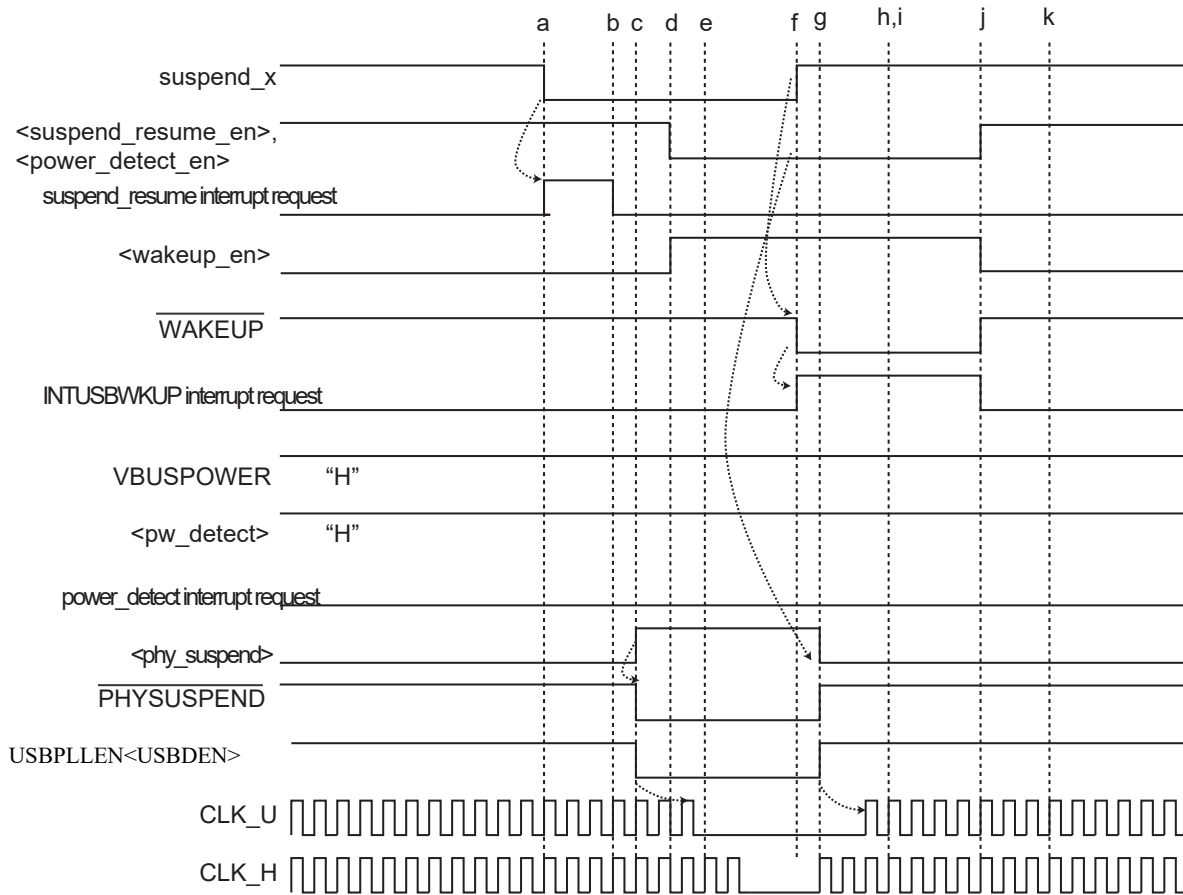 a b c d e f g h,i j k
suspend_x
<suspend_resume_en>,
<power_detect_en>
suspend_resume interrupt request
<wakeup_en>
WAKEUP
INTUSBWKUP interrupt request
VBUSPOWER “H”
<pw_detect> “H”
power_detect interrupt request
<phy_suspend>
PHYSUSPEND
USBPLLEN<USBDEN>
CLK_U
CLK_H